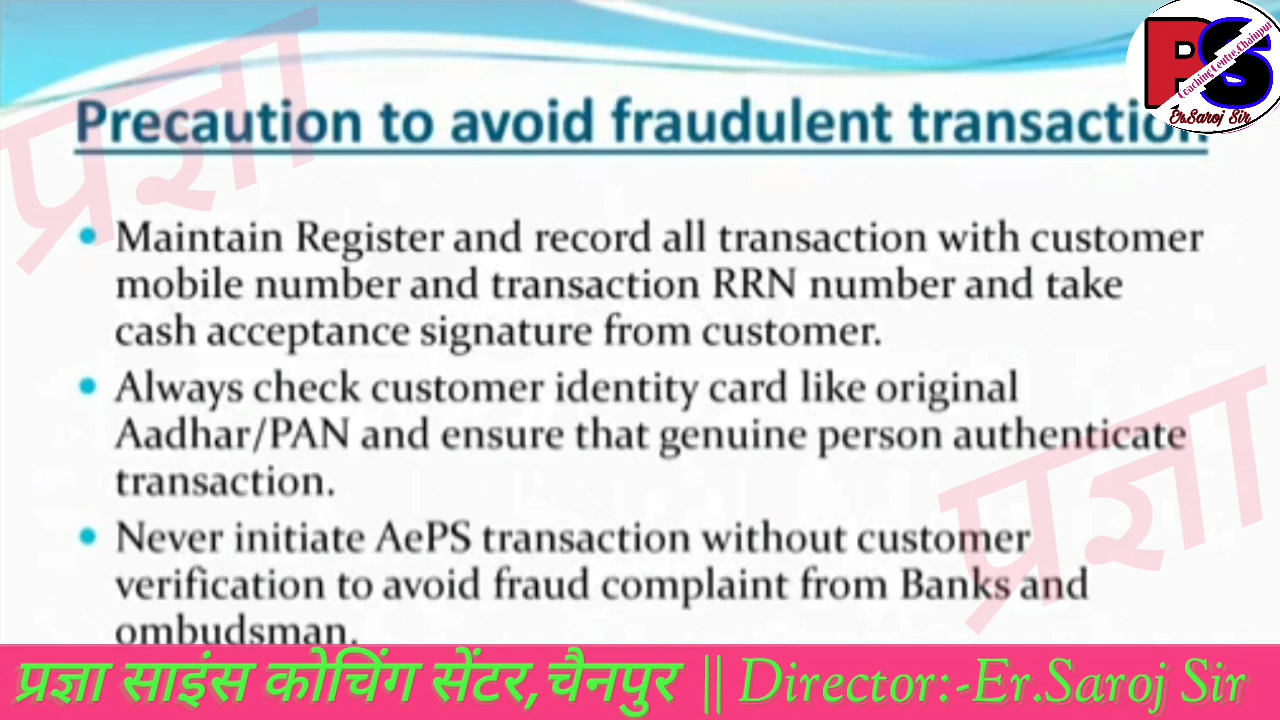 Precaution to avoid fraudulent transaction
PS
Coaching Centre,Chainpur
Er.Saroj Sir
प्रज्ञा
• Maintain Register and record all transaction with customer
mobile number and transaction RRN number and take
cash acceptance signature from customer.
• Always check customer identity card like original
Aadhar/PAN and ensure that genuine person authenticate
transaction.
• Never initiate AePS transaction without customer
verification to avoid fraud complaint from Banks and
ombudsman.
प्रज्ञा
प्रज्ञा साइंस कोचिंग सेंटर,चैनपुर || Director:-Er.Saroj Sir